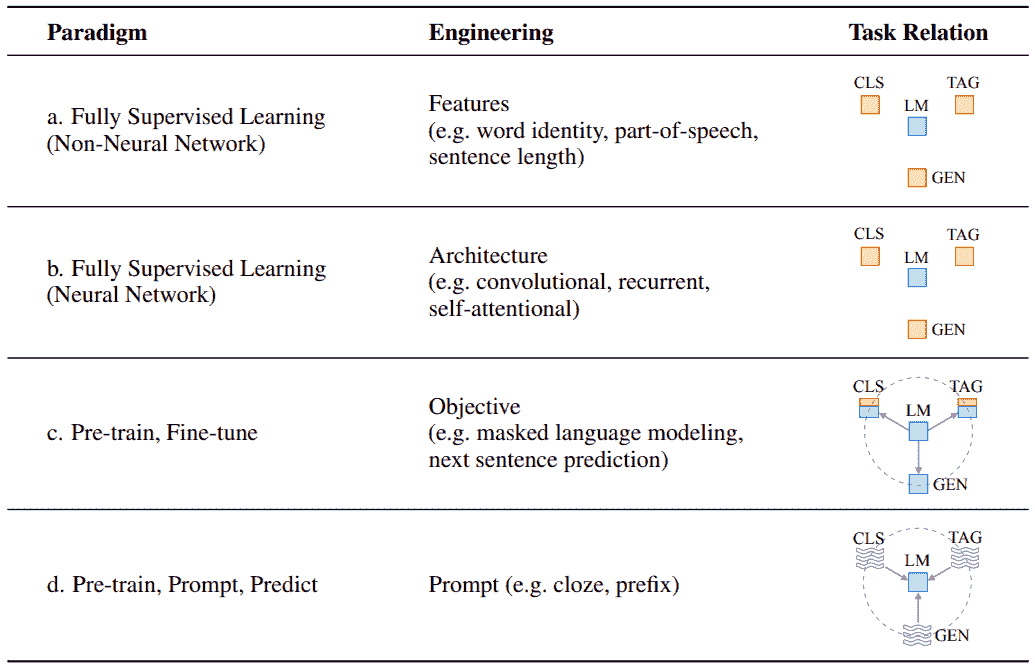 Paradigm
Engineering
Task Relation
a. Fully Supervised Learning
(Non-Neural Network)
Features
(e.g. word identity, part-of-speech,
sentence length)
CLS
TAG
LM
GEN
b. Fully Supervised Learning
(Neural Network)
Architecture
(e.g. convolutional, recurrent,
self-attentional)
CLS
TAG
LM
GEN
c. Pre-train, Fine-tune
Objective
(e.g. masked language modeling,
next sentence prediction)
CLS
TAG
LM
GEN
d. Pre-train, Prompt, Predict
Prompt (e.g. cloze, prefix)
CLS
TAG
LM
GEN